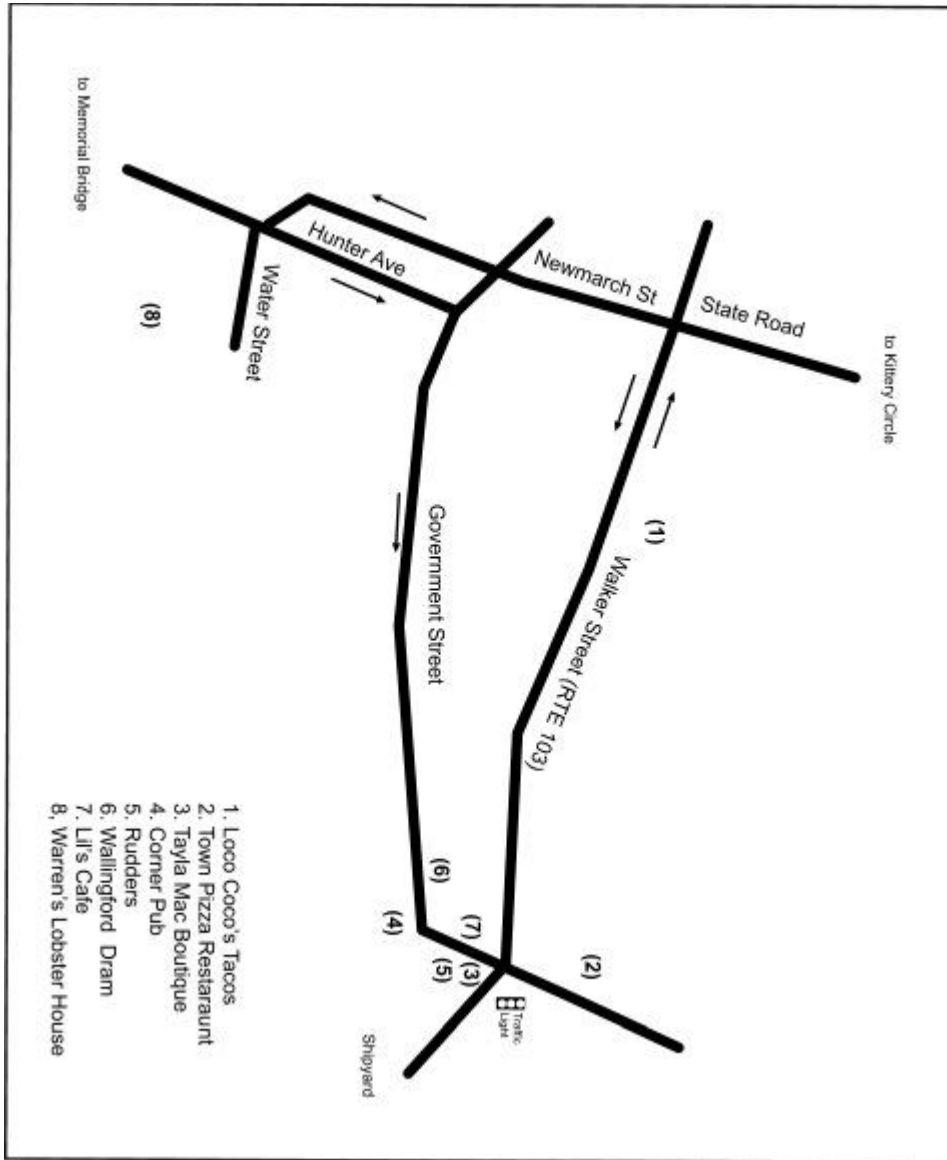 to Kittery Circle
State Road
Newmarch St
Hunter Ave
to Memorial Bridge
Water Street
(8)
(1)
Walker Street (RTE 103)
Government Street
(2)
(7)
(6)
(3)
(5)
(4)
Traffic
Light
Shipyard
1. Loco Coco's Tacos
2. Town Pizza Restaraunt
3. Tayla Mac Boutique
4. Corner Pub
5. Rudders
6. Wallingford Dram
7. Lil's Cafe
8, Warren's Lobster House